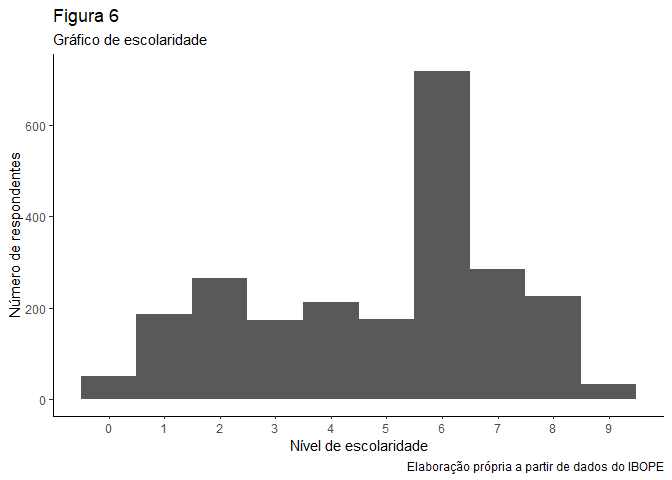 Figura 6
Gráfico de escolaridade
Número de respondentes
600
400
200
0
0 1 2 3 4 5 6 7 8 9
Nível de escolaridade
Elaboração própria a partir de dados do IBOPE